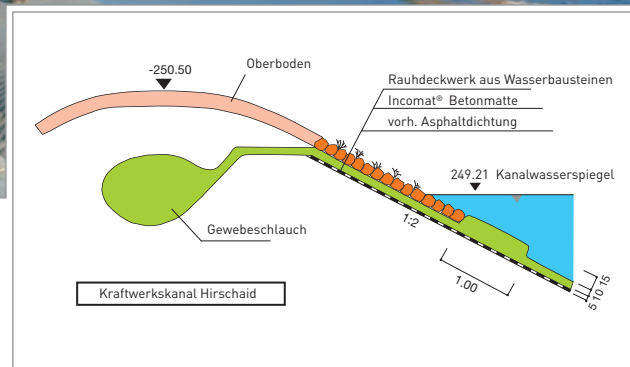 -250.50
Oberboden
Rauhdeckwerk aus Wasserbausteinen
Incomat® Betonmatte
vorh. Asphaltdichtung
249.21 Kanalwasserspiegel
Gewebeschlauch
1:2
1.00
5 10 15
Kraftwerkskanal Hirschaid